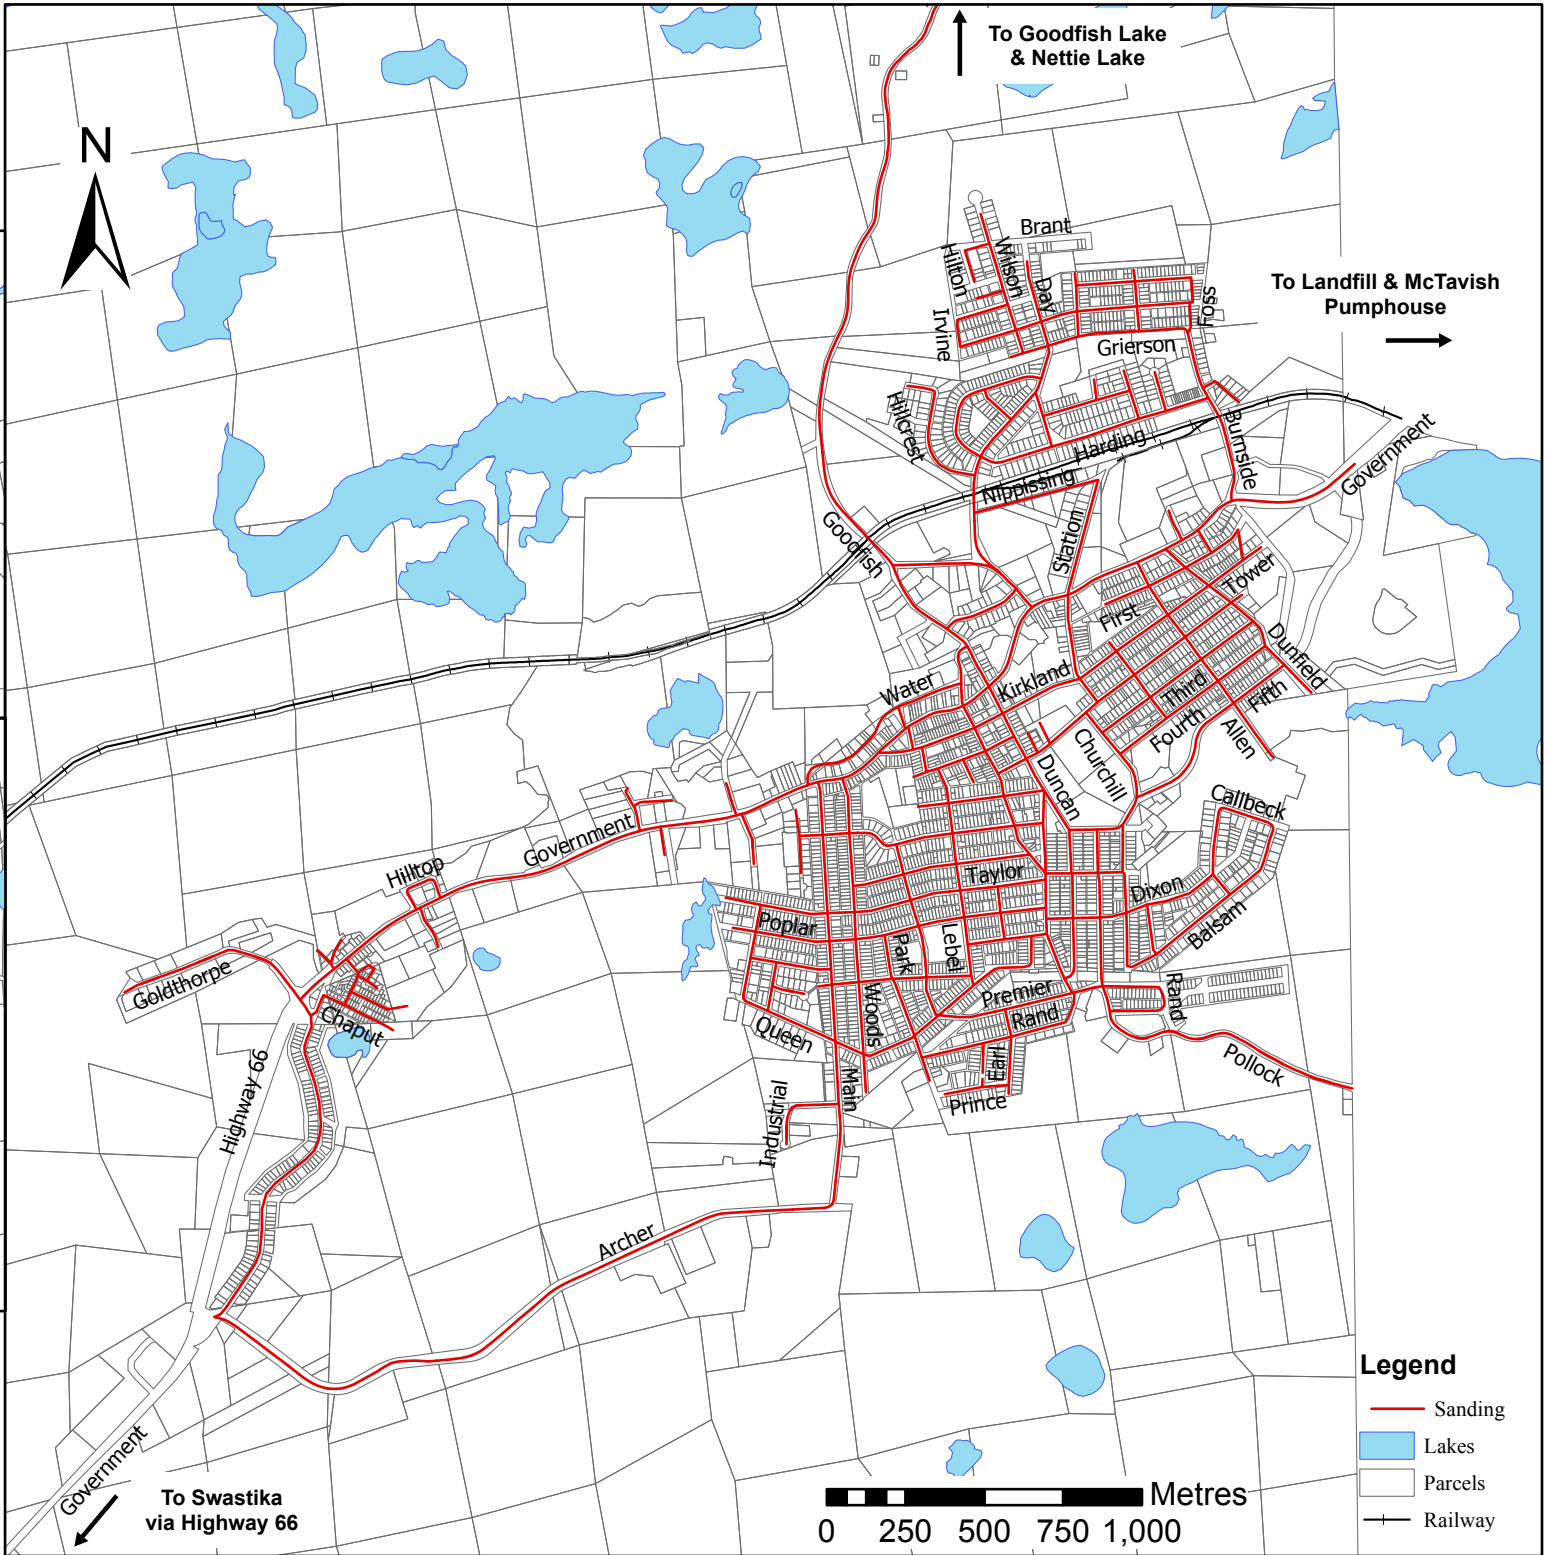 To Goodfish Lake
& Nettie Lake
N
Brant
Wilson
Hilton
Day
To Landfill & McTavish
Pumphouse
Foss
Irvine
Grierson
Hillcrest
Burnside
Harding
Government
Nippissing
Goodfish
Station
Tower
First
Dunfield
Kirkland
Water
Third
Fifth
Fourth
Allen
Churchill
Duncan
Callbeck
Government
Hilltop
Taylor
Dixon
Poplar
Balsam
Park
Lebel
Goldthorpe
Premier
Rand
Rand
Woods
Chaput
Queen
Earl
Pollock
Highway 66
Main
Prince
Industrial
Archer
Legend
Sanding
Lakes
Parcels
Railway
Government
To Swastika
via Highway 66
Metres
0 250 500 750 1,000